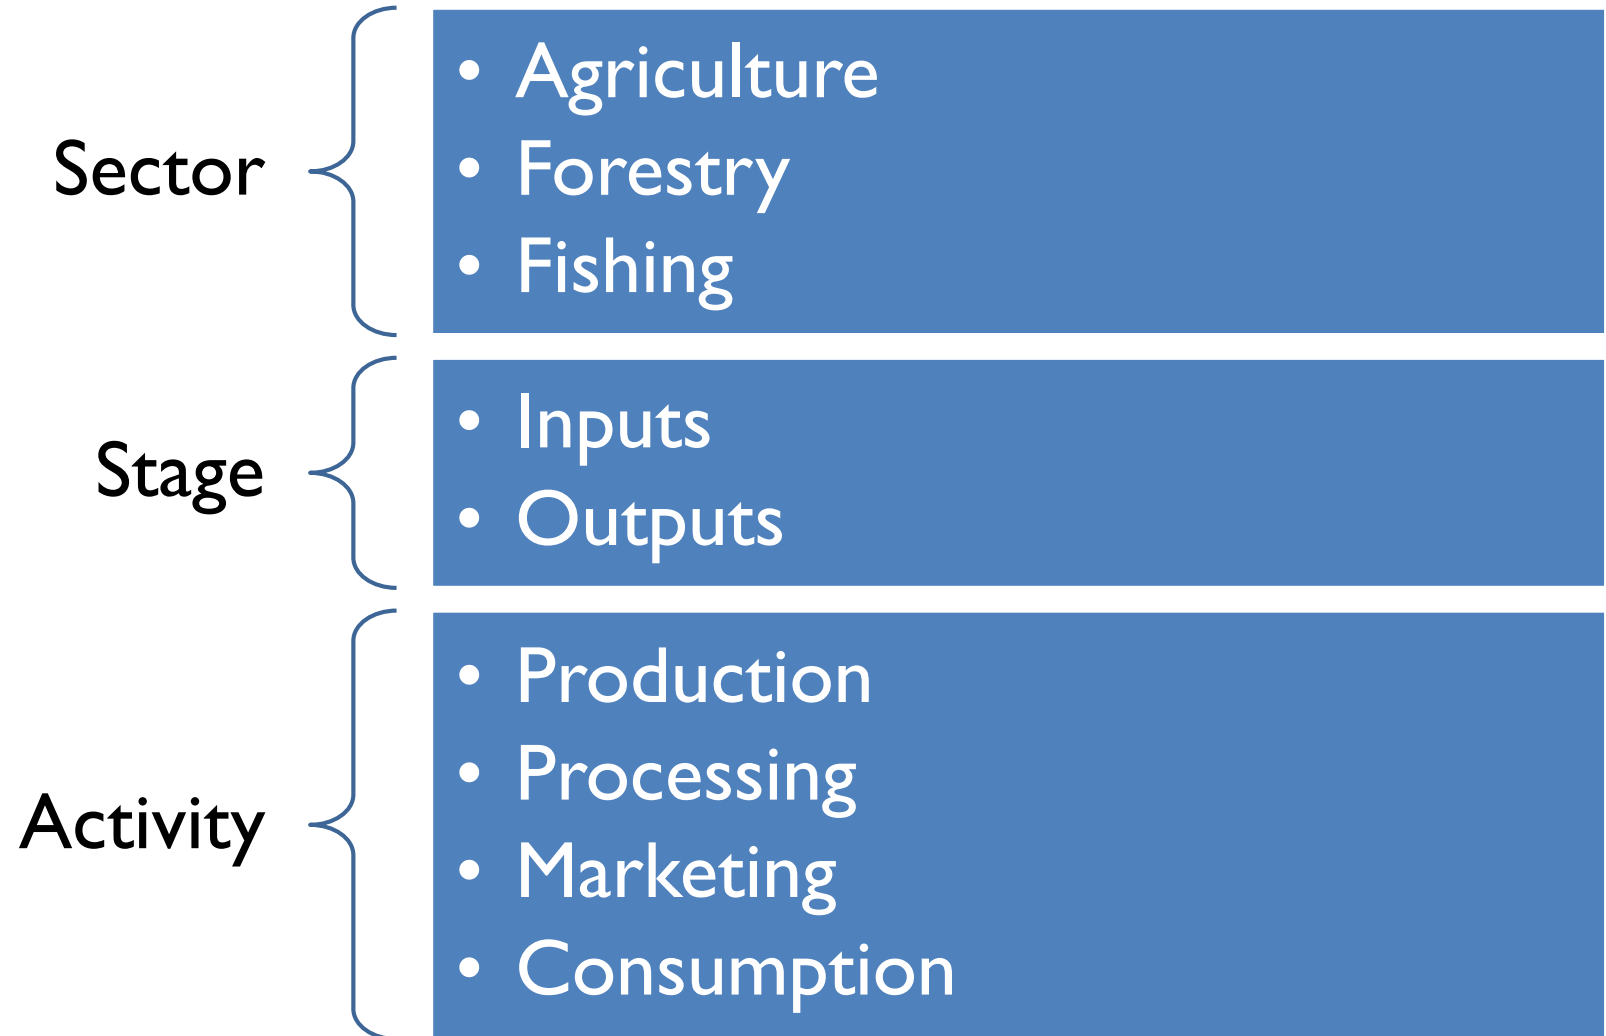 Sector
• Agriculture
• Forestry
• Fishing
Stage
• Inputs
• Outputs
Activity
• Production
• Processing
• Marketing
• Consumption